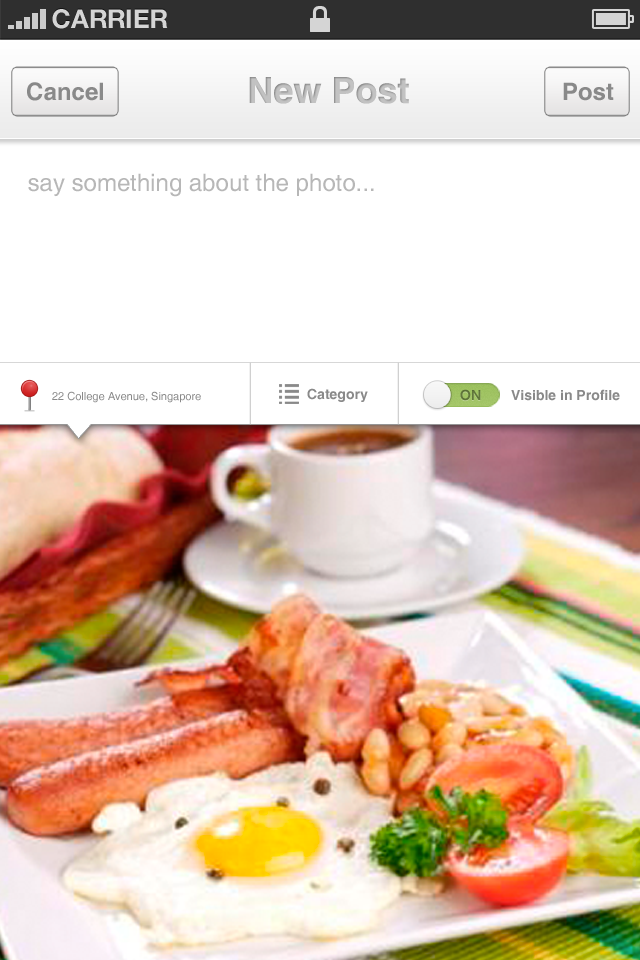 CARRIER
Cancel
New Post
Post
say something about the photo...
22 College Avenue, Singapore
Category
ON
Visible in Profile